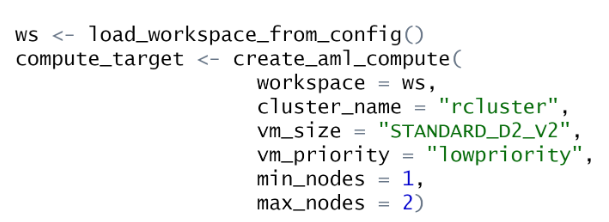 ws <- load_workspace_from_config()
compute_target <- create_aml_compute(
workspace = ws,
cluster_name = "rcluster",
vm_size = "STANDARD_D2_V2",
vm_priority = "lowpriority",
min_nodes = 1,
max_nodes = 2)